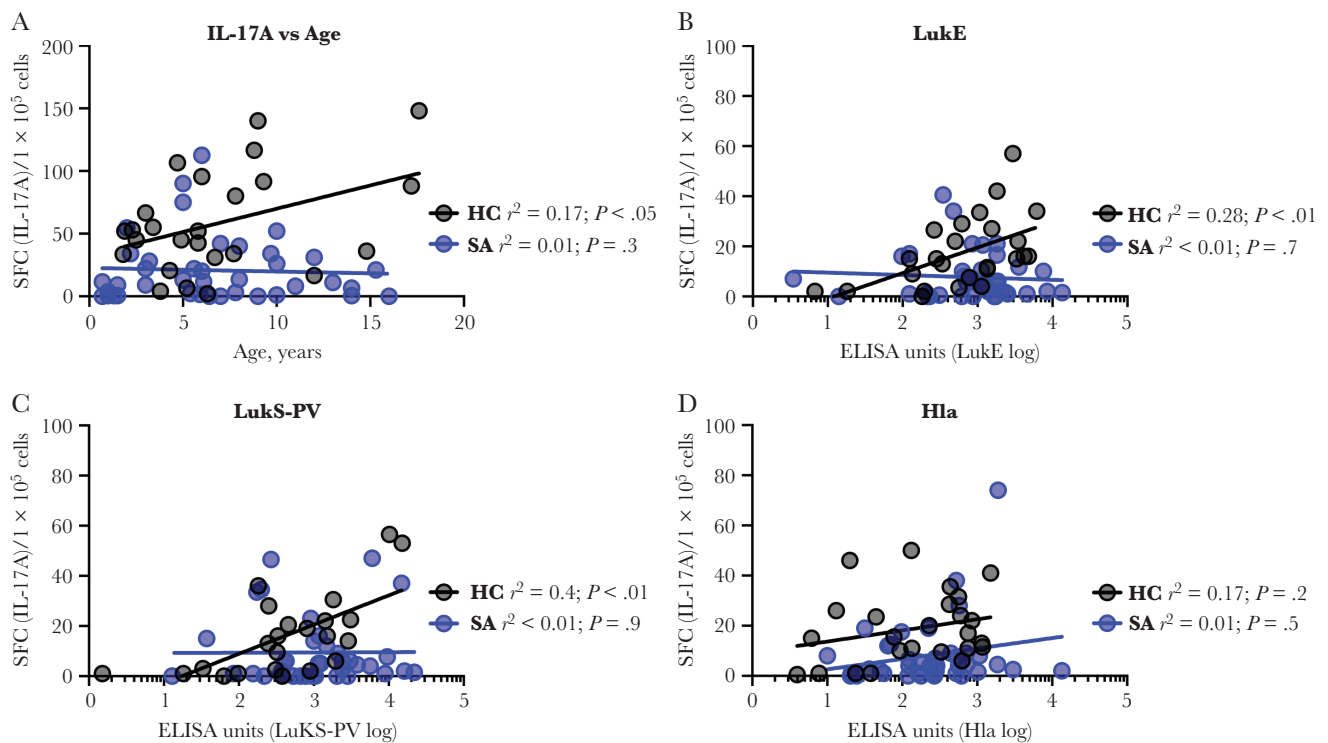 A
IL-17A vs Age
SFC (IL-17A)/1 × 10⁵ cells
200
150
100
50
0
0 5 10 15 20
Age, years
HC r² = 0.17; P < .05
SA r² = 0.01; P = .3
B
LukE
SFC (IL-17A)/1 × 10⁵ cells
100
80
60
40
20
0
0 1 2 3 4 5
ELISA units (LukE log)
HC r² = 0.28; P < .01
SA r² < 0.01; P = .7
C
LukS-PV
SFC (IL-17A)/1 × 10⁵ cells
100
80
60
40
20
0
0 1 2 3 4 5
ELISA units (LuKS-PV log)
HC r² = 0.4; P < .01
SA r² < 0.01; P = .9
D
Hla
SFC (IL-17A)/1 × 10⁵ cells
100
80
60
40
20
0
0 1 2 3 4 5
ELISA units (Hla log)
HC r² = 0.17; P = .2
SA r² = 0.01; P = .5